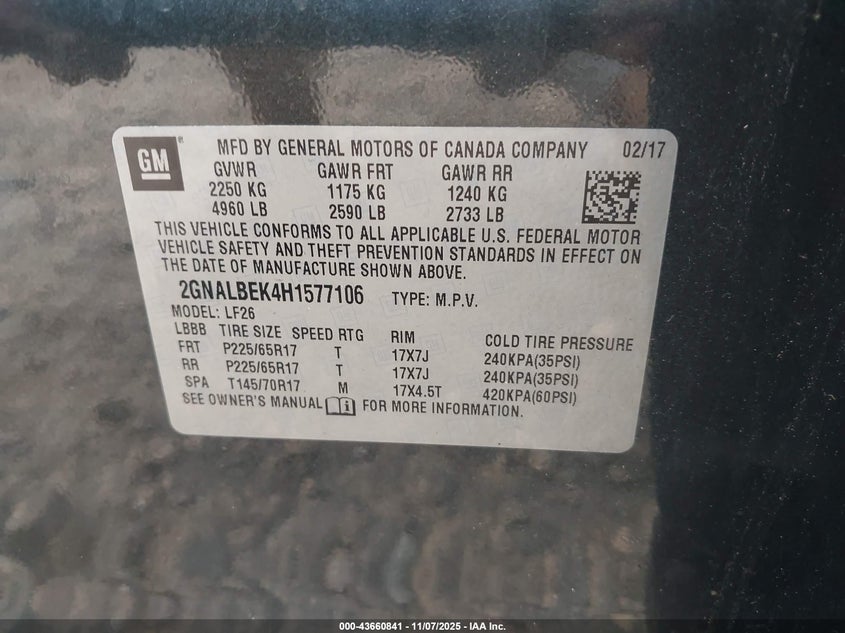 GM
MFD BY GENERAL MOTORS OF CANADA COMPANY 02/17
GVWR GAWR FRT GAWR RR
2250 KG 1175 KG 1240 KG
4960 LB 2590 LB 2733 LB
THIS VEHICLE CONFORMS TO ALL APPLICABLE U.S. FEDERAL MOTOR
VEHICLE SAFETY AND THEFT PREVENTION STANDARDS IN EFFECT ON
THE DATE OF MANUFACTURE SHOWN ABOVE.
2GNALBEK4H1577106 TYPE: M.P.V.
MODEL: LF26
LBBB TIRE SIZE SPEED RTG RIM COLD TIRE PRESSURE
FRT P225/65R17 T 17X7J 240KPA(35PSI)
RR P225/65R17 T 17X7J 240KPA(35PSI)
SPA T145/70R17 M 17X4.5T 420KPA(60PSI)
SEE OWNER'S MANUAL FOR MORE INFORMATION.
000-43660841 - 11/07/2025 - IAA Inc.